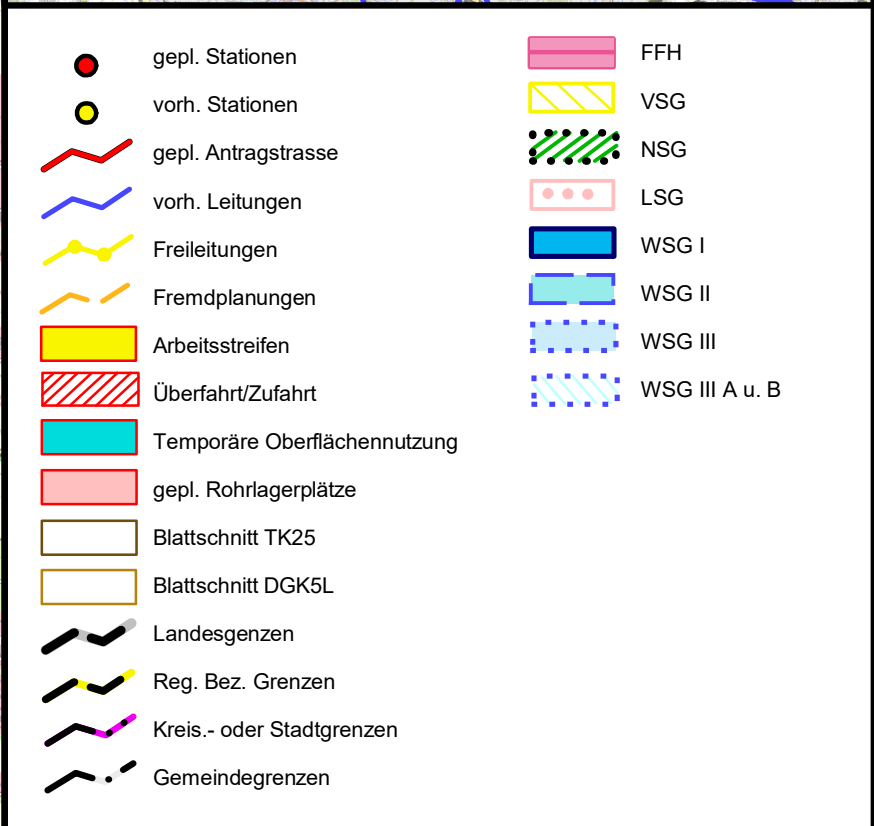 gepl. Stationen
vorh. Stationen
gepl. Antragstrasse
vorh. Leitungen
Freileitungen
Fremdplanungen
Arbeitsstreifen
Überfahrt/Zufahrt
Temporäre Oberflächennutzung
gepl. Rohrlagerplätze
Blattschnitt TK25
Blattschnitt DGK5L
Landesgenzen
Reg. Bez. Grenzen
Kreis.- oder Stadtgrenzen
Gemeindegrenzen
FFH
VSG
NSG
LSG
WSG I
WSG II
WSG III
WSG III A u. B